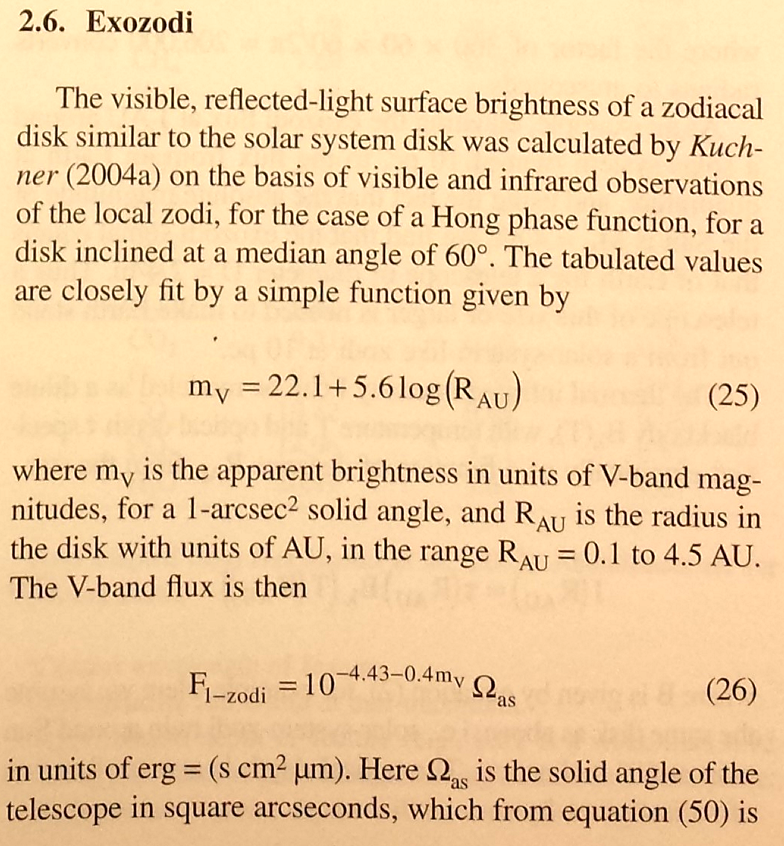 2.6. Exozodi
The visible, reflected-light surface brightness of a zodiacal
disk similar to the solar system disk was calculated by Kuch-
ner (2004a) on the basis of visible and infrared observations
of the local zodi, for the case of a Hong phase function, for a
disk inclined at a median angle of 60°. The tabulated values
are closely fit by a simple function given by
m_V = 22.1 + 5.6 log(R_AU) (25)
where m_V is the apparent brightness in units of V-band mag-
nitudes, for a 1-arcsec² solid angle, and R_AU is the radius in
the disk with units of AU, in the range R_AU = 0.1 to 4.5 AU.
The V-band flux is then
F_1–zodi = 10^(−4.43−0.4m_V) Ω_as (26)
in units of erg = (s cm² μm). Here Ω_as is the solid angle of the
telescope in square arcseconds, which from equation (50) is